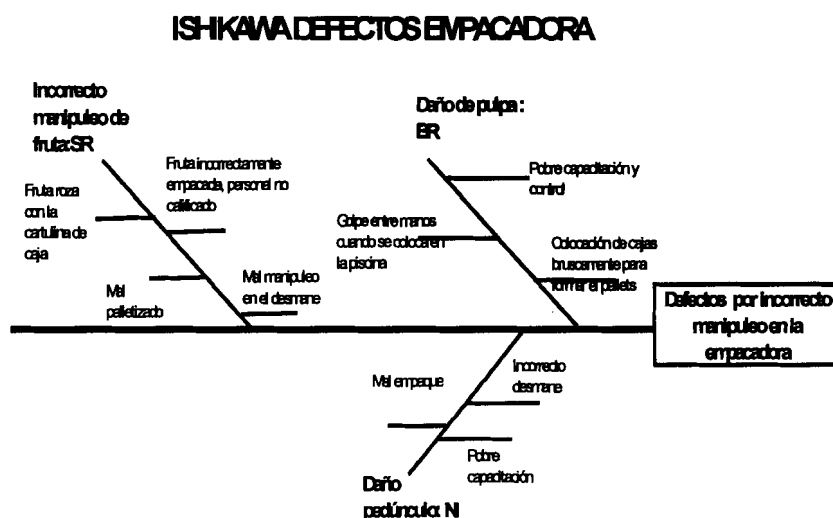 ISHIKAWA DEFECTOS EMPACADORA
Incorrecto
manipuleo de
fruta:SR
Fruta incorrectamente
empacada, personal no
calificado
Fruta roza
con la
cartulina de
caja
Mal
palletizado
Mal manipuleo
en el desmane
Daño de pulpa :
BR
Pobre capacitación y
control
Golpe entre manos
cuando se colocar en
la piscina
Colocación de cajas
bruscamente para
formar el pallets
Defectos por incorrecto
manipuleo en la
empacadora
Mal empaque
Incorrecto
desmane
Pobre
capacitación
Daño
pedúnculo: NI